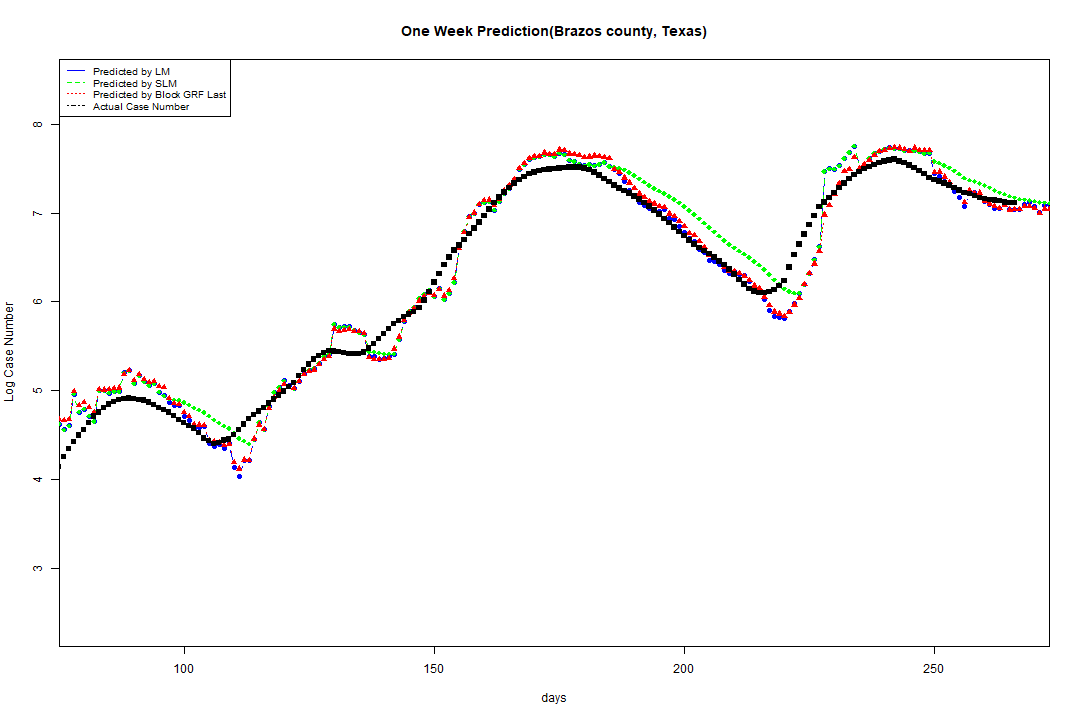 One Week Prediction(Brazos county, Texas)
Predicted by LM
Predicted by SLM
Predicted by Block GRF Last
Actual Case Number
8
7
6
5
4
3
Log Case Number
100 150 200 250
days